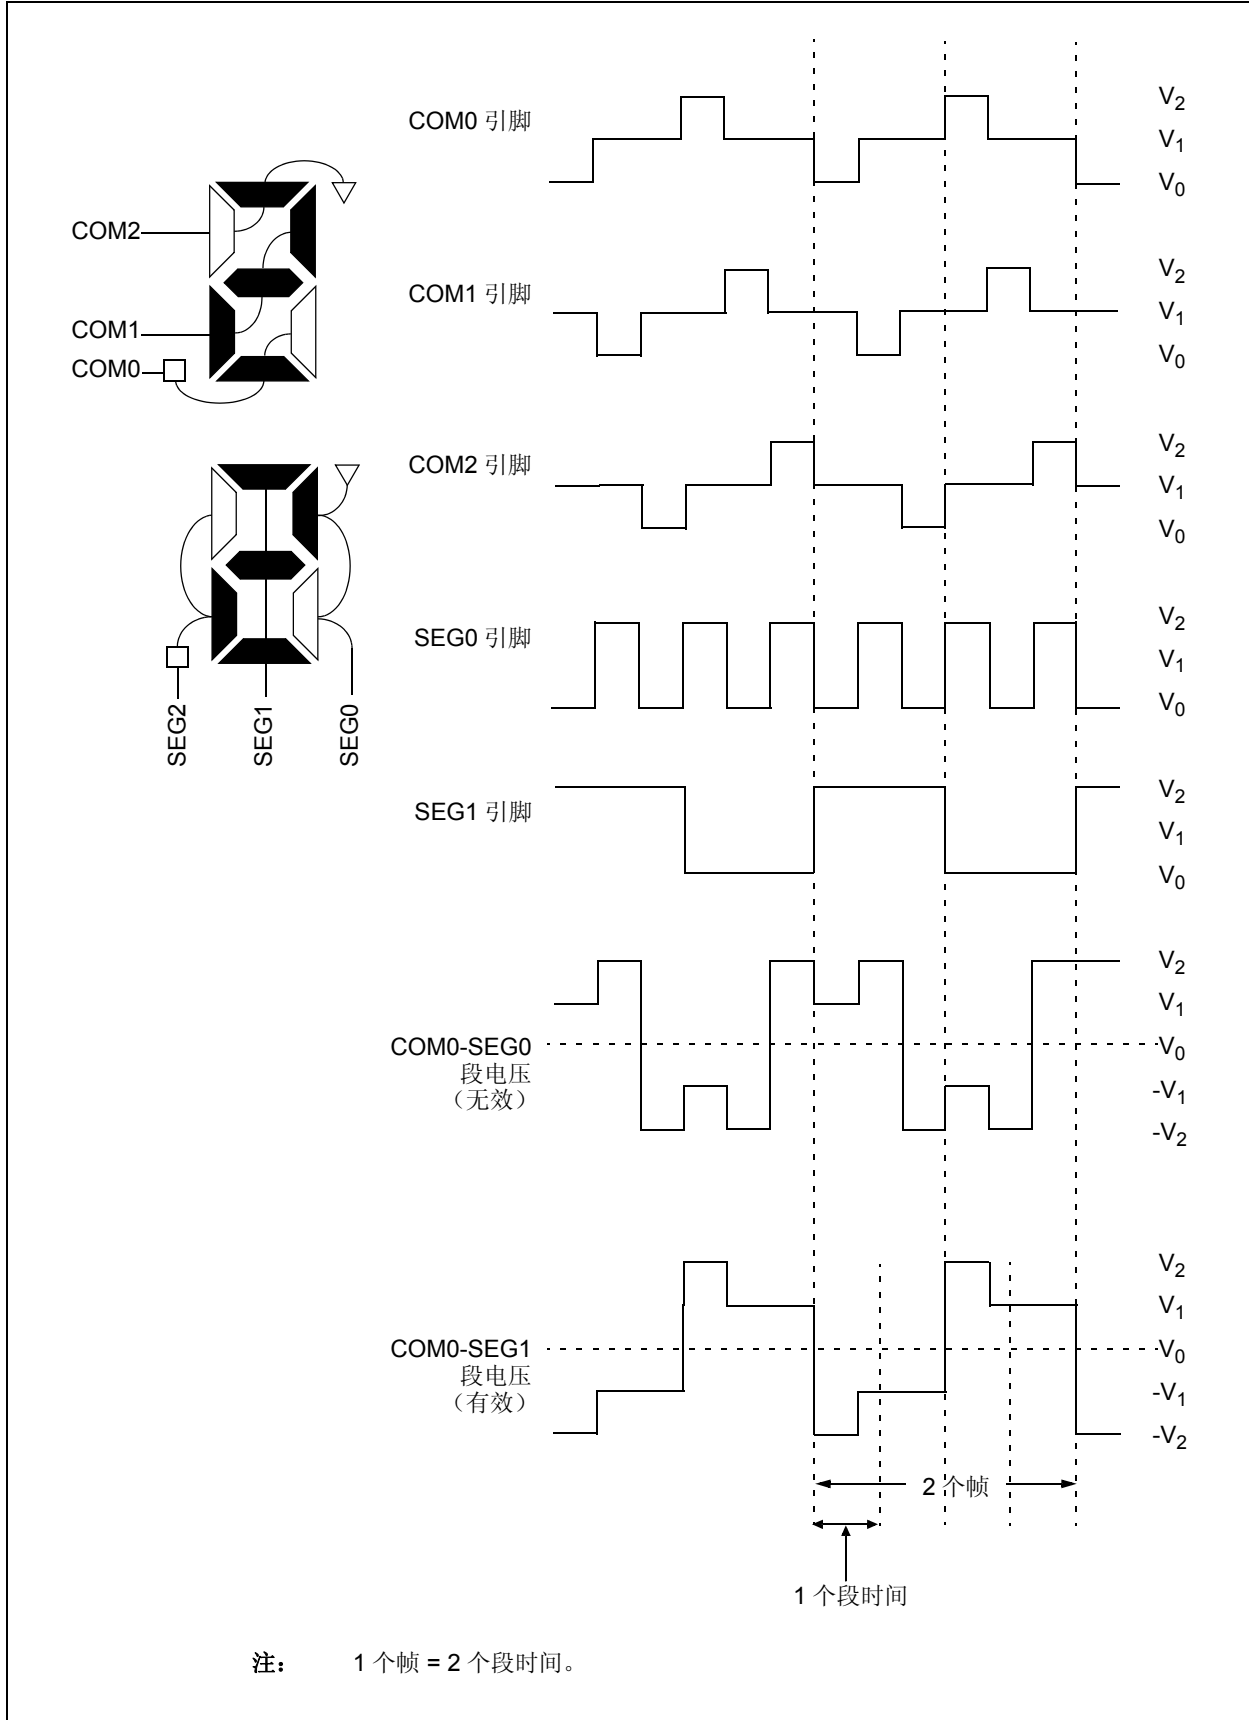 COM0 引脚
V2
V1
V0
COM2
COM1
COM0
COM1 引脚
V2
V1
V0
COM2 引脚
V2
V1
V0
SEG2
SEG1
SEG0
SEG0 引脚
V2
V1
V0
SEG1 引脚
V2
V1
V0
COM0-SEG0
段电压
（无效）
V2
V1
V0
-V1
-V2
COM0-SEG1
段电压
（有效）
V2
V1
V0
-V1
-V2
2 个帧
1 个段时间
注： 1 个帧 = 2 个段时间。